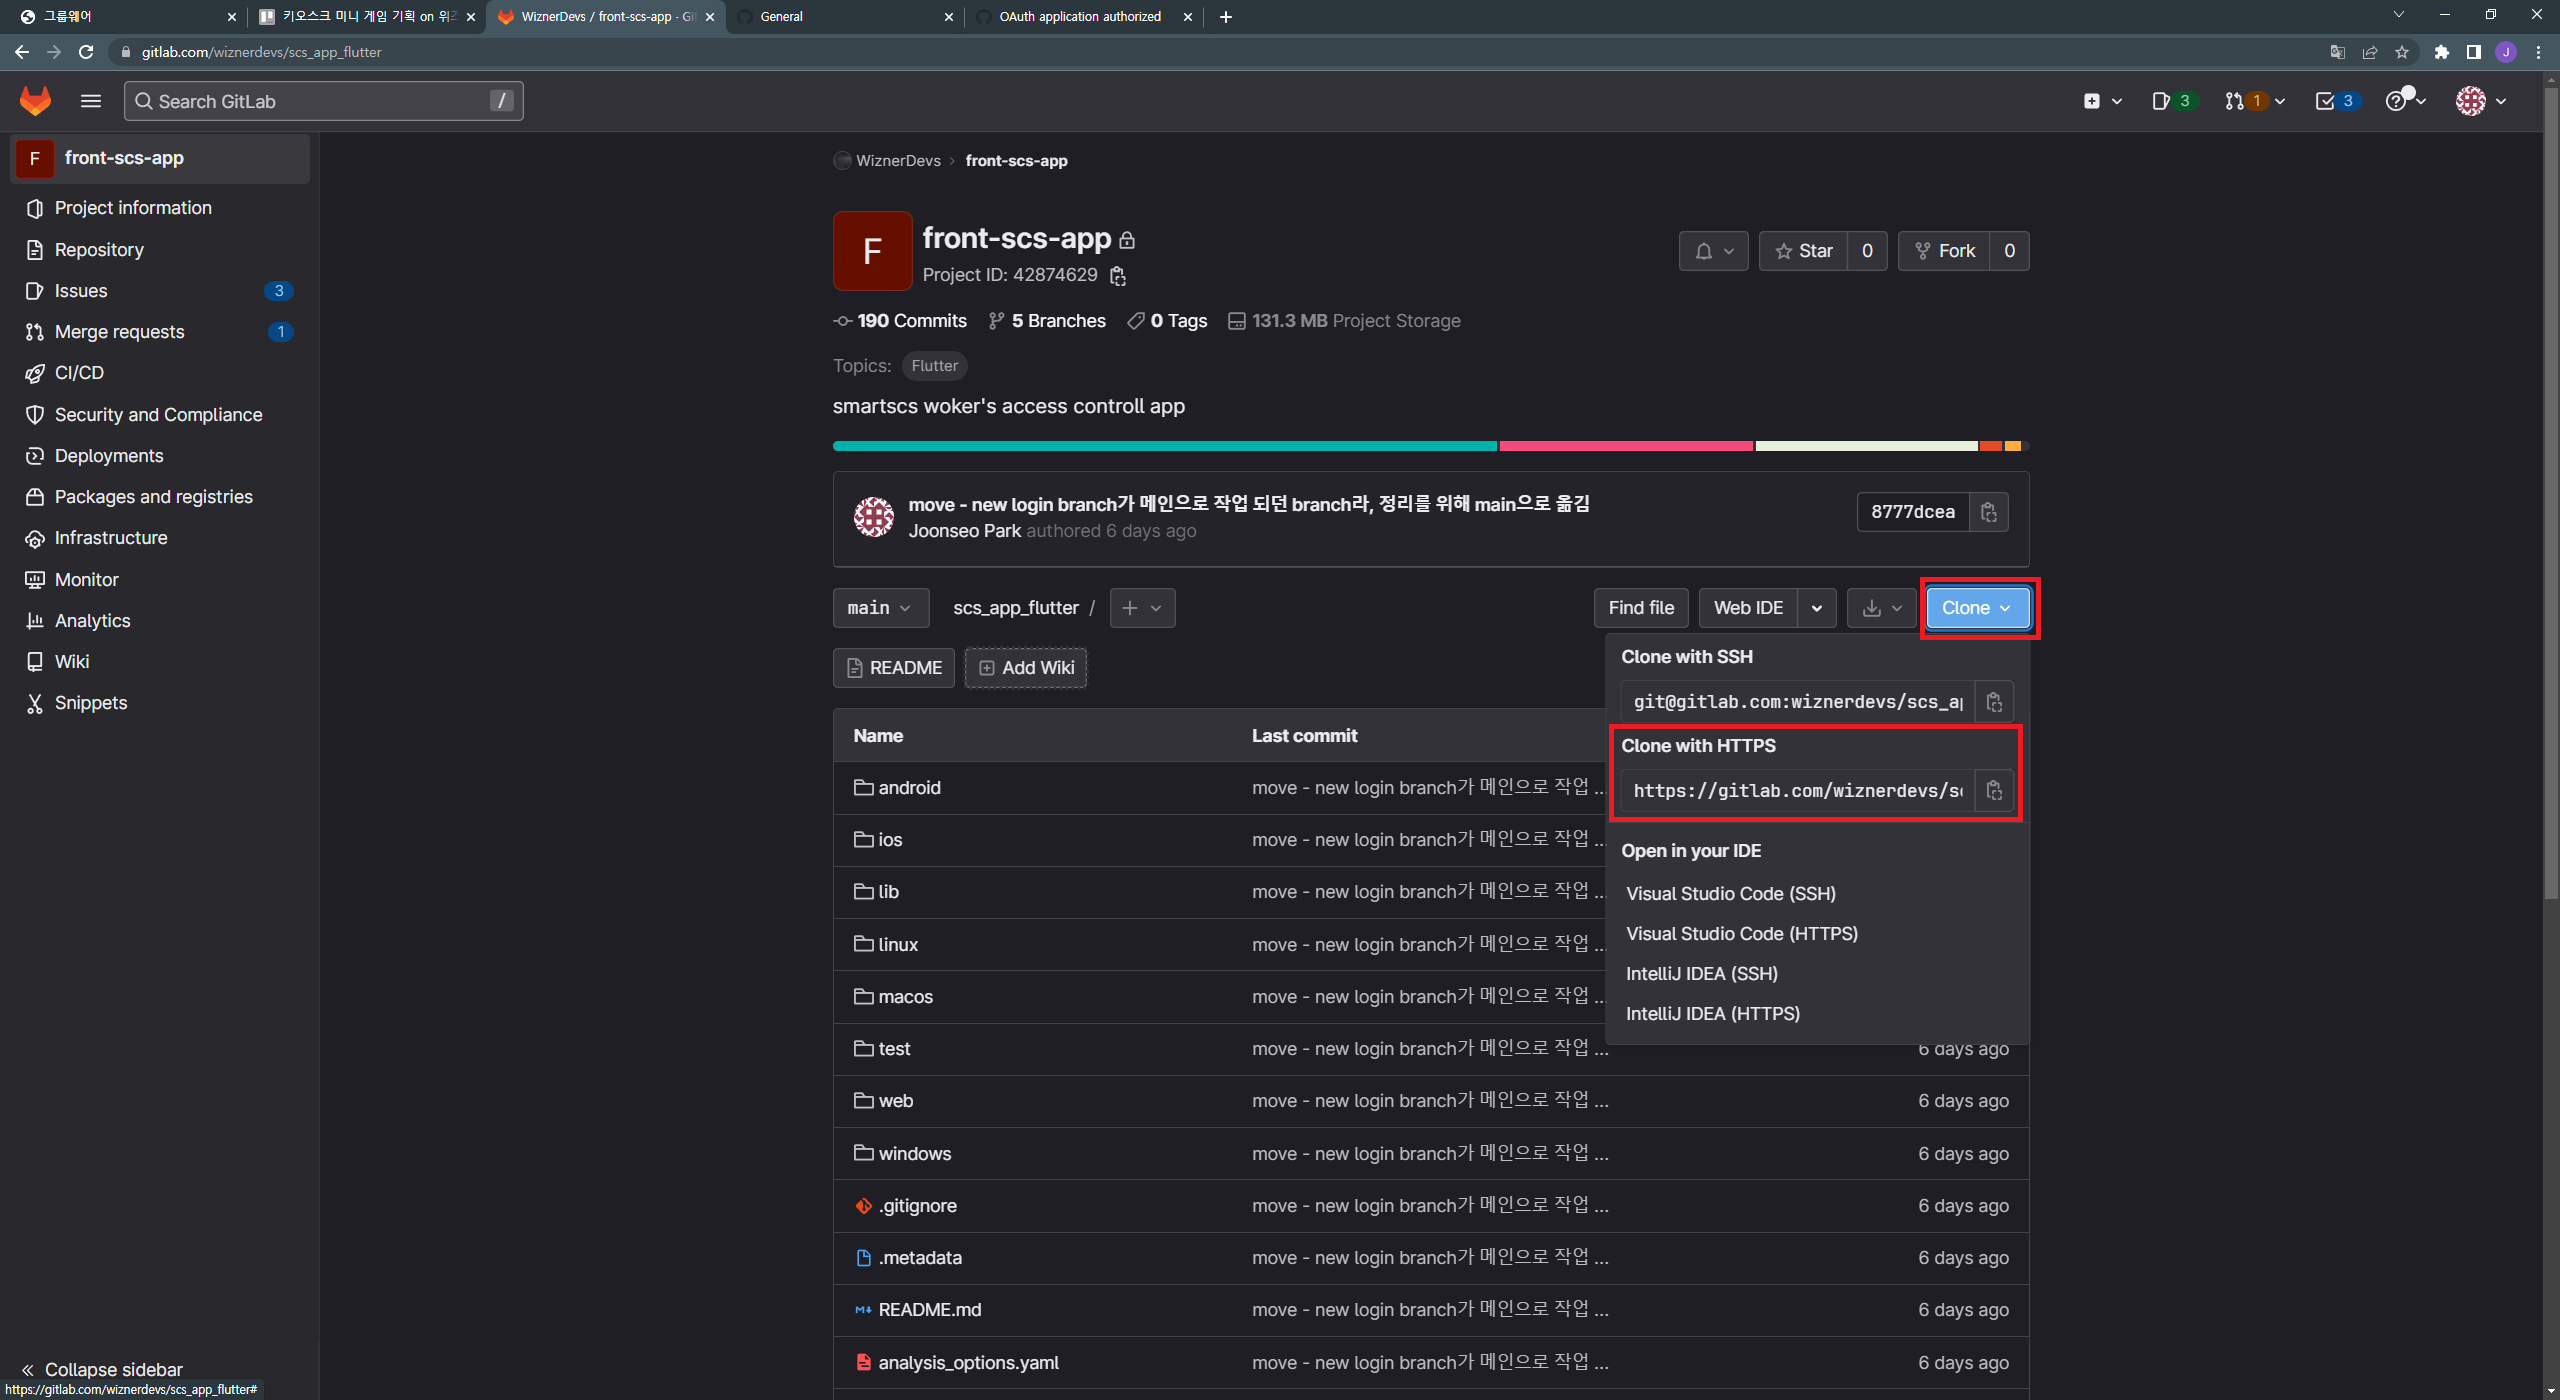 그룹웨어
키오스크 미니 게임 기획 on 위
WiznerDevs / front-scs-app · Gi
General
OAuth application authorized
gitlab.com/wiznerdevs/scs_app_flutter
J
Search GitLab
/
3
1
3
F
front-scs-app
Project information
Repository
Issues
3
Merge requests
1
CI/CD
Security and Compliance
Deployments
Packages and registries
Infrastructure
Monitor
Analytics
Wiki
Snippets
Collapse sidebar
https://gitlab.com/wiznerdevs/scs_app_flutter#
WiznerDevs › front-scs-app
F
front-scs-app
Project ID: 42874629
Star 0
Fork 0
190 Commits 5 Branches 0 Tags 131.3 MB Project Storage
Topics: Flutter
smartscs woker's access controll app
move - new login branch가 메인으로 작업 되던 branch라, 정리를 위해 main으로 옮김
Joonseo Park authored 6 days ago
8777dcea
main
scs_app_flutter /
Find file
Web IDE
Clone
README
Add Wiki
Clone with SSH
git@gitlab.com:wiznerdevs/scs_ap
Clone with HTTPS
https://gitlab.com/wiznerdevs/sc
Open in your IDE
Visual Studio Code (SSH)
Visual Studio Code (HTTPS)
IntelliJ IDEA (SSH)
IntelliJ IDEA (HTTPS)
Name Last commit
android move - new login branch가 메인으로 작업 ...
ios move - new login branch가 메인으로 작업 ...
lib move - new login branch가 메인으로 작업 ...
linux move - new login branch가 메인으로 작업 ...
macos move - new login branch가 메인으로 작업 ...
test move - new login branch가 메인으로 작업 ... 6 days ago
web move - new login branch가 메인으로 작업 ... 6 days ago
windows move - new login branch가 메인으로 작업 ... 6 days ago
.gitignore move - new login branch가 메인으로 작업 ... 6 days ago
.metadata move - new login branch가 메인으로 작업 ... 6 days ago
README.md move - new login branch가 메인으로 작업 ... 6 days ago
analysis_options.yaml move - new login branch가 메인으로 작업 ... 6 days ago